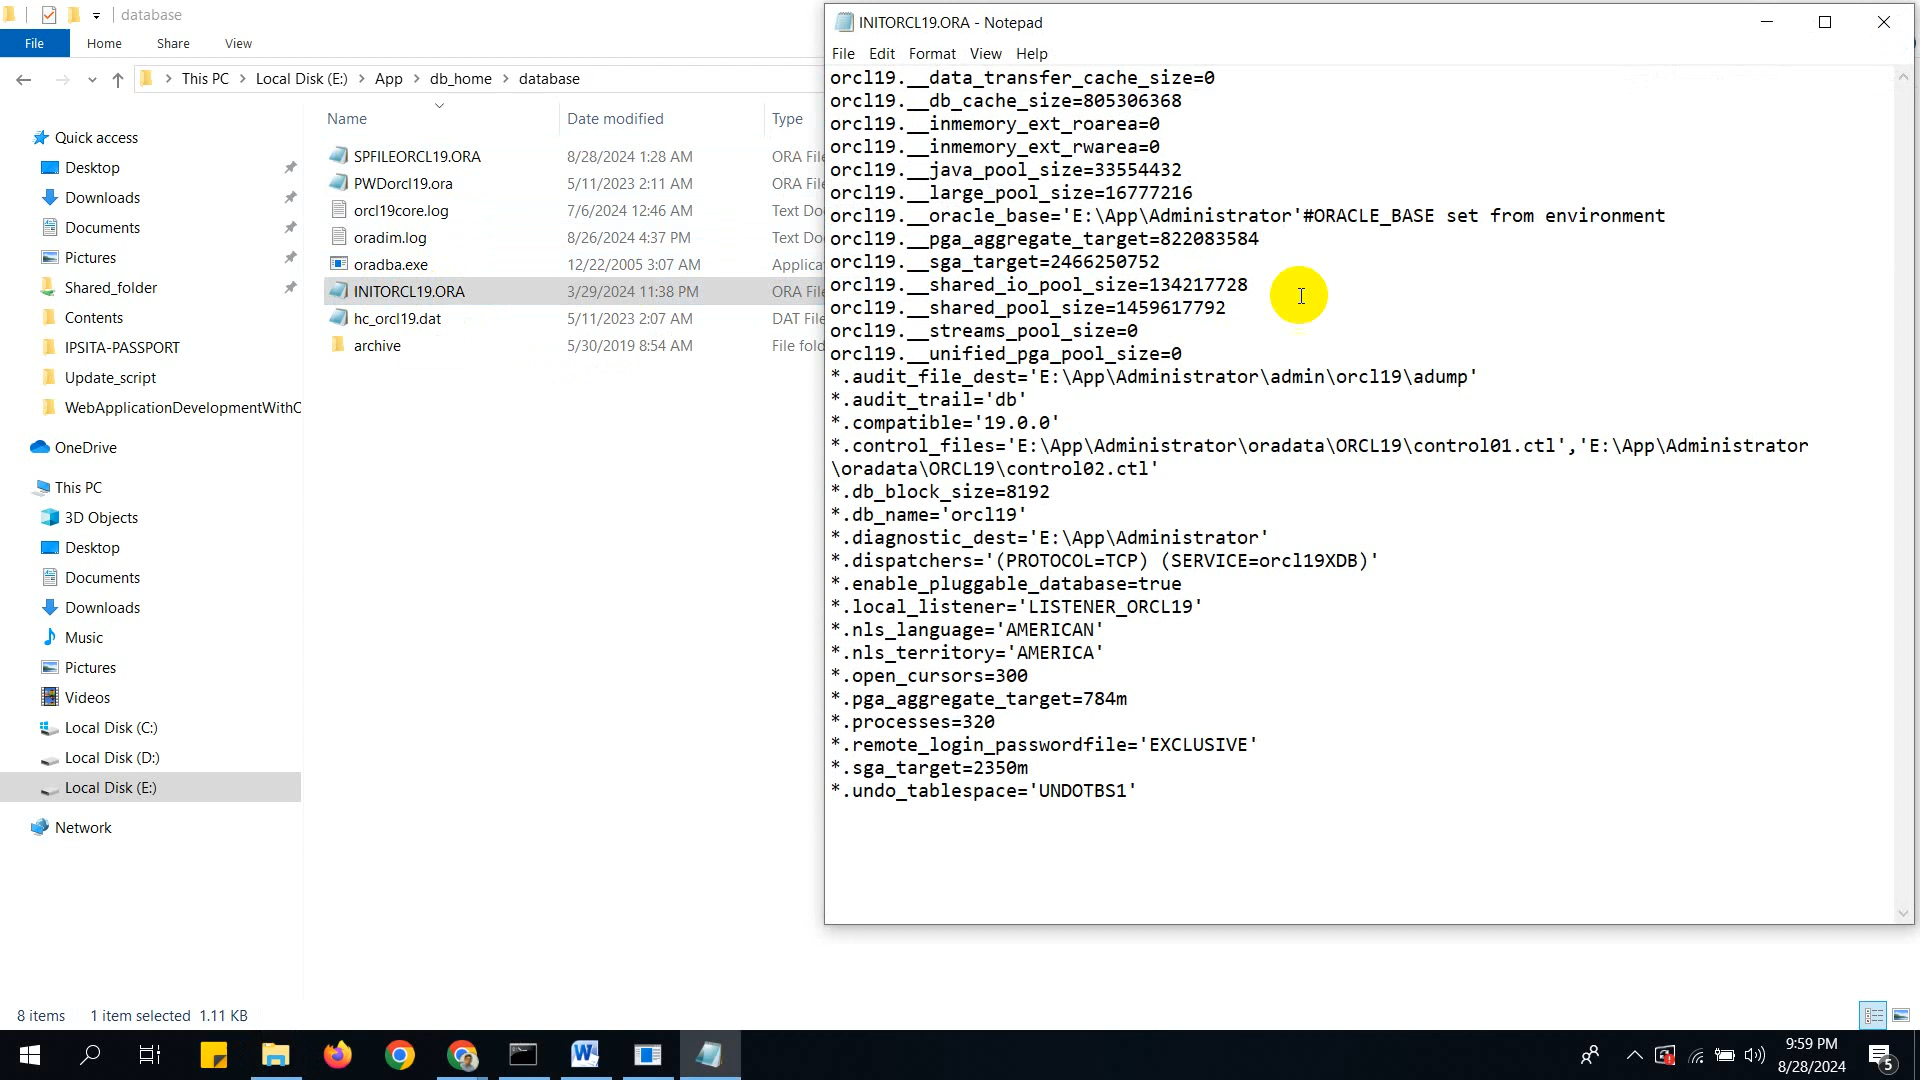 database
File
Home
Share
View
This PC
Local Disk (E:)
App
db_home
database
Name
Date modified
Type
Quick access
Desktop
Downloads
Documents
Pictures
Shared_folder
Contents
IPSITA-PASSPORT
Update_script
WebApplicationDevelopmentWithC
OneDrive
This PC
3D Objects
Desktop
Documents
Downloads
Music
Pictures
Videos
Local Disk (C:)
Local Disk (D:)
Local Disk (E:)
Network
SPFILEORCL19.ORA 8/28/2024 1:28 AM ORA File
PWDorcl19.ora 5/11/2023 2:11 AM ORA File
orcl19core.log 7/6/2024 12:46 AM Text Do
oradim.log 8/26/2024 4:37 PM Text Do
oradba.exe 12/22/2005 3:07 AM Applica
INITORCL19.ORA 3/29/2024 11:38 PM ORA File
hc_orcl19.dat 5/11/2023 2:07 AM DAT File
archive 5/30/2019 8:54 AM File fold
8 items 1 item selected 1.11 KB
INITORCL19.ORA - Notepad
File Edit Format View Help
orcl19.__data_transfer_cache_size=0
orcl19.__db_cache_size=805306368
orcl19.__inmemory_ext_roarea=0
orcl19.__inmemory_ext_rwarea=0
orcl19.__java_pool_size=33554432
orcl19.__large_pool_size=16777216
orcl19.__oracle_base='E:\App\Administrator'#ORACLE_BASE set from environment
orcl19.__pga_aggregate_target=822083584
orcl19.__sga_target=2466250752
orcl19.__shared_io_pool_size=134217728
orcl19.__shared_pool_size=1459617792
orcl19.__streams_pool_size=0
orcl19.__unified_pga_pool_size=0
*.audit_file_dest='E:\App\Administrator\admin\orcl19\adump'
*.audit_trail='db'
*.compatible='19.0.0'
*.control_files='E:\App\Administrator\oradata\ORCL19\control01.ctl','E:\App\Administrator
\oradata\ORCL19\control02.ctl'
*.db_block_size=8192
*.db_name='orcl19'
*.diagnostic_dest='E:\App\Administrator'
*.dispatchers='(PROTOCOL=TCP) (SERVICE=orcl19XDB)'
*.enable_pluggable_database=true
*.local_listener='LISTENER_ORCL19'
*.nls_language='AMERICAN'
*.nls_territory='AMERICA'
*.open_cursors=300
*.pga_aggregate_target=784m
*.processes=320
*.remote_login_passwordfile='EXCLUSIVE'
*.sga_target=2350m
*.undo_tablespace='UNDOTBS1'
9:59 PM
8/28/2024
5